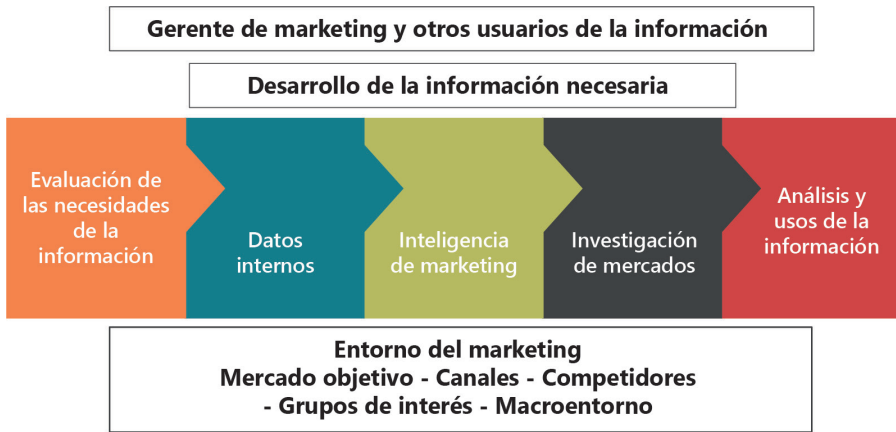 Gerente de marketing y otros usuarios de la información
Desarrollo de la información necesaria
Evaluación de
las necesidades
de la
información
Datos
internos
Inteligencia
de marketing
Investigación
de mercados
Análisis y
usos de la
información
Entorno del marketing
Mercado objetivo - Canales - Competidores
- Grupos de interés - Macroentorno